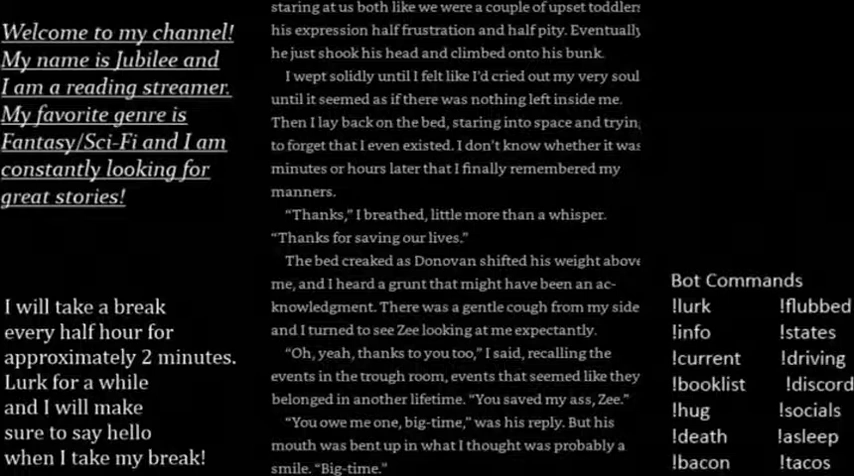 Welcome to my channel!
My name is Jubilee and
I am a reading streamer.
My favorite genre is
Fantasy/Sci-Fi and I am
constantly looking for
great stories!
I will take a break
every half hour for
approximately 2 minutes.
Lurk for a while
and I will make
sure to say hello
when I take my break!
staring at us both like we were a couple of upset toddlers
his expression half frustration and half pity. Eventually
he just shook his head and climbed onto his bunk.
I wept solidly until I felt like I'd cried out my very soul
until it seemed as if there was nothing left inside me.
Then I lay back on the bed, staring into space and tryin
to forget that I even existed. I don't know whether it was
minutes or hours later that I finally remembered my
manners.
“Thanks,” I breathed, little more than a whisper.
“Thanks for saving our lives.”
The bed creaked as Donovan shifted his weight above
me, and I heard a grunt that might have been an ac-
knowledgment. There was a gentle cough from my side
and I turned to see Zee looking at me expectantly.
“Oh, yeah, thanks to you too,” I said, recalling the
events in the trough room, events that seemed like they
belonged in another lifetime. “You saved my ass, Zee.”
“You owe me one, big-time,” was his reply. But his
mouth was bent up in what I thought was probably a
smile. “Big-time.”
Bot Commands
!lurk !flubbed
!info !states
!current !driving
!booklist !discord
!hug !socials
!death !asleep
!bacon !tacos